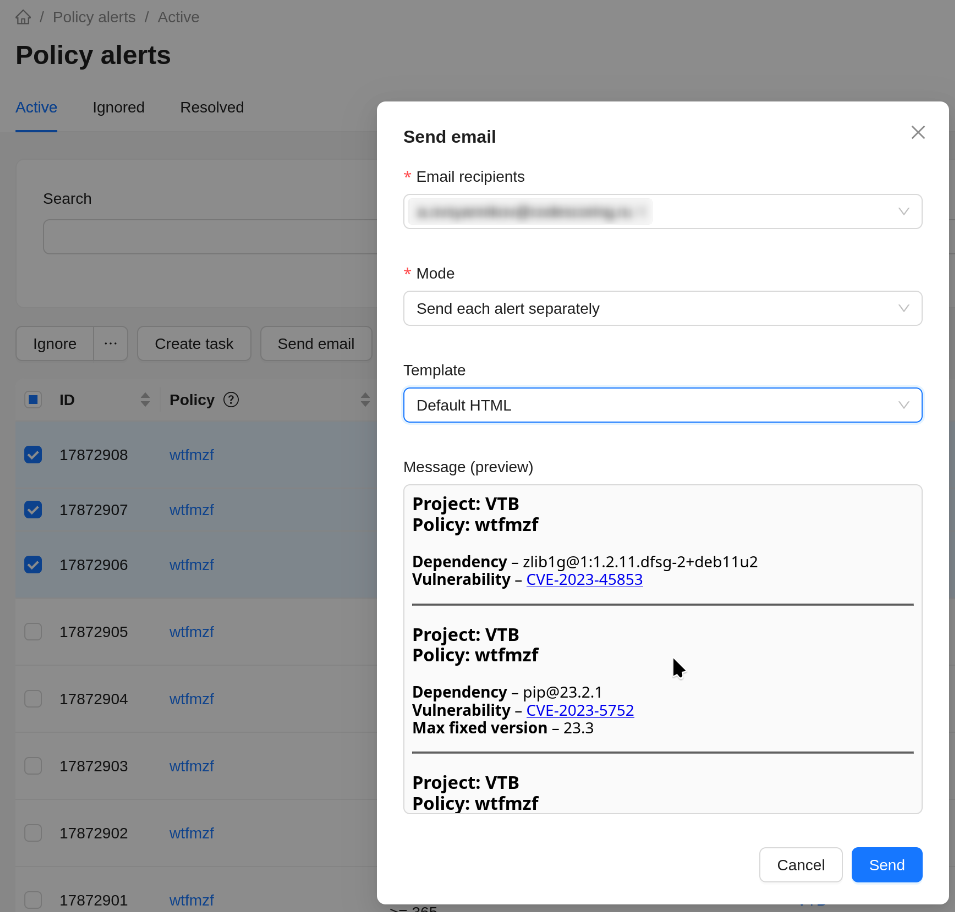 / Policy alerts / Active
Policy alerts
Active Ignored Resolved
Search
Ignore ··· Create task Send email
ID Policy ?
17872908 wtfmzf
17872907 wtfmzf
17872906 wtfmzf
17872905 wtfmzf
17872904 wtfmzf
17872903 wtfmzf
17872902 wtfmzf
17872901 wtfmzf
Send email
* Email recipients
* Mode
Send each alert separately
Template
Default HTML
Message (preview)
Project: VTB
Policy: wtfmzf
Dependency – zlib1g@1:1.2.11.dfsg-2+deb11u2
Vulnerability – CVE-2023-45853
Project: VTB
Policy: wtfmzf
Dependency – pip@23.2.1
Vulnerability – CVE-2023-5752
Max fixed version – 23.3
Project: VTB
Policy: wtfmzf
Cancel Send